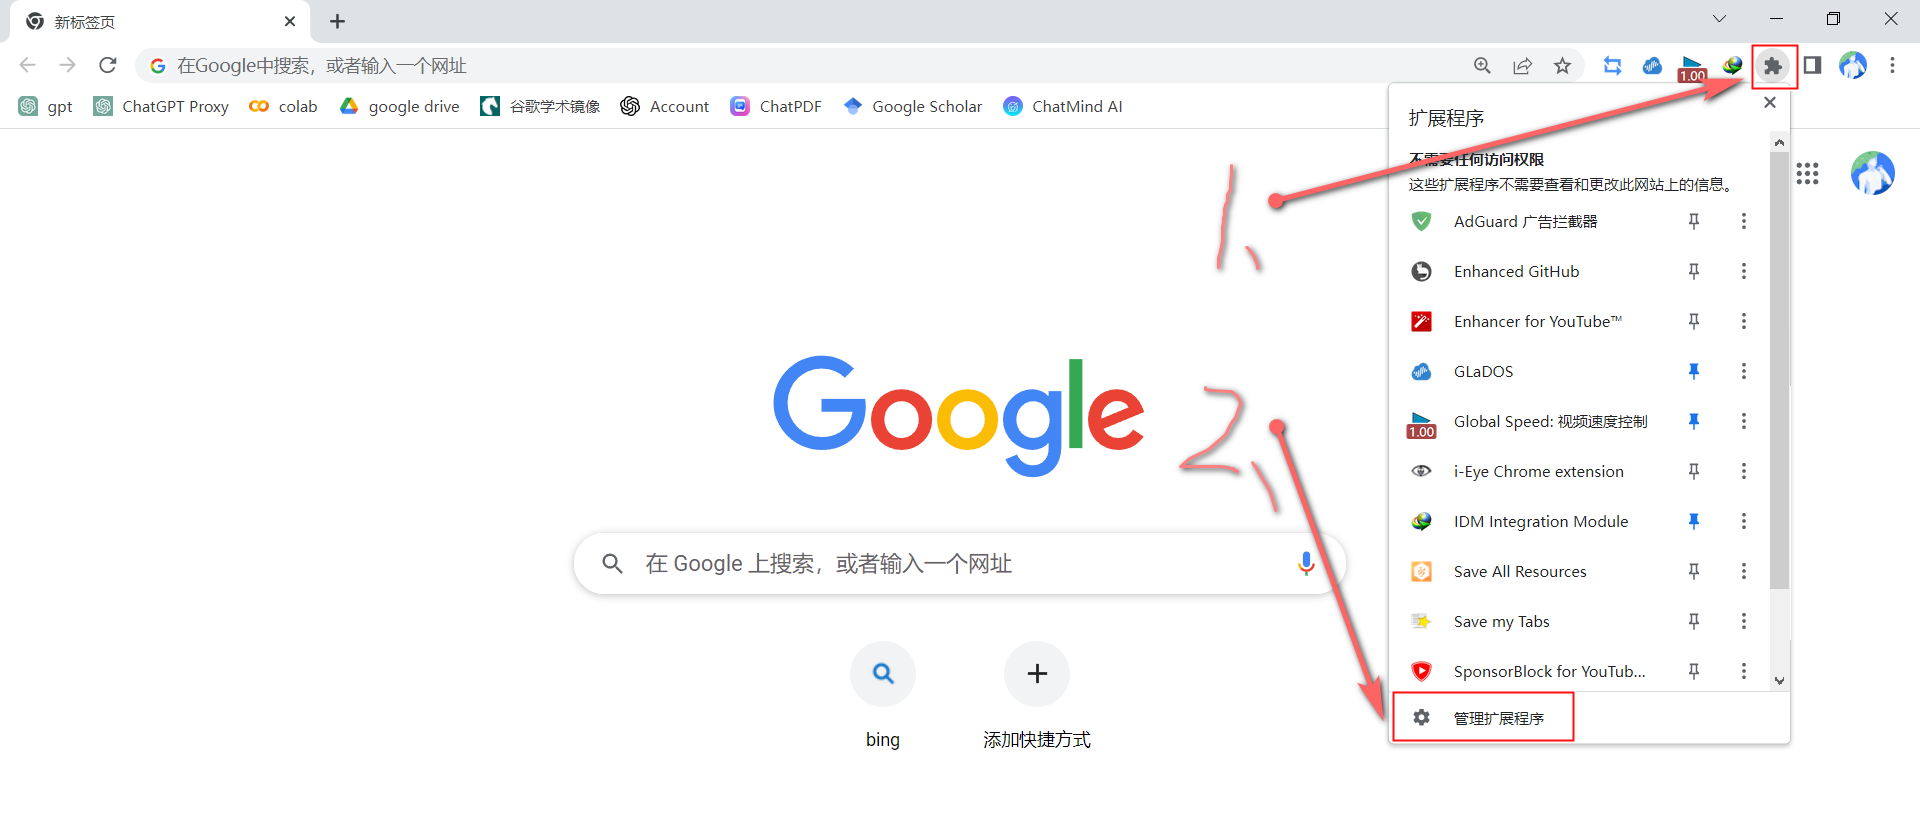 新标签页
在Google中搜索，或者输入一个网址
1.00
gpt
ChatGPT Proxy
colab
google drive
谷歌学术镜像
Account
ChatPDF
Google Scholar
ChatMind AI
扩展程序
不需要任何访问权限
这些扩展程序不需要查看和更改此网站上的信息。
AdGuard 广告拦截器
Enhanced GitHub
Enhancer for YouTube™
GLaDOS
Global Speed: 视频速度控制
1.00
i-Eye Chrome extension
IDM Integration Module
Save All Resources
Save my Tabs
SponsorBlock for YouTub...
管理扩展程序
1、
Google
2、
在 Google 上搜索，或者输入一个网址
bing
添加快捷方式